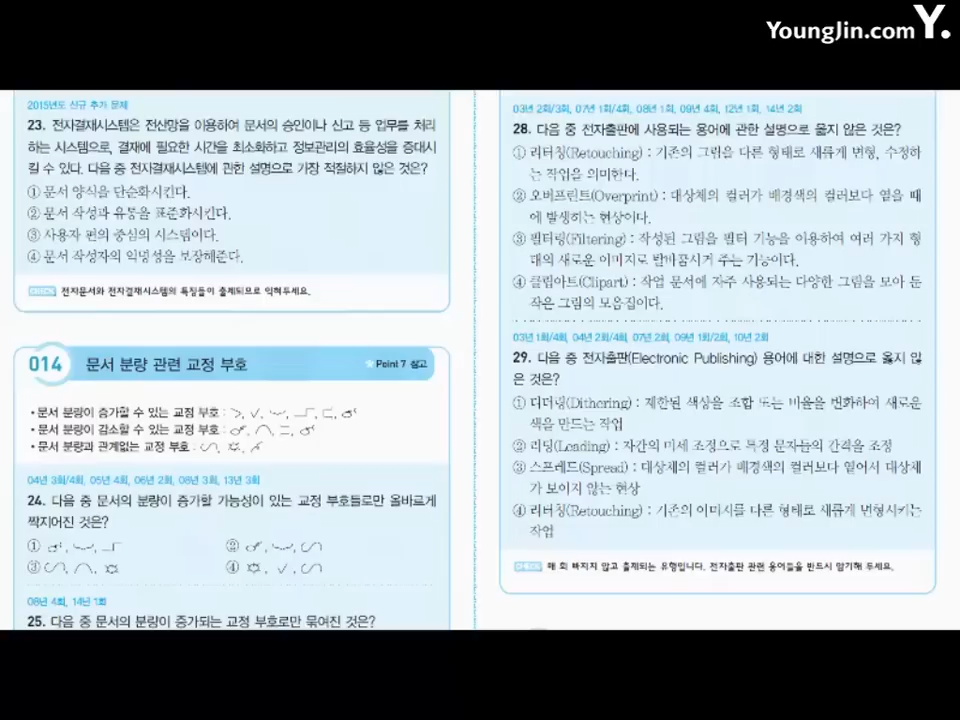 YoungJin.com Y.
2015년도 신규 추가 문제
23. 전자결재시스템은 전산망을 이용하여 문서의 승인이나 신고 등 업무를 처리
하는 시스템으로, 결재에 필요한 시간을 최소화하고 정보관리의 효율성을 증대시
킬 수 있다. 다음 중 전자결재시스템에 관한 설명으로 가장 적절하지 않은 것은?
① 문서 양식을 단순화시킨다.
② 문서 작성과 유통을 표준화시킨다.
③ 사용자 편의 중심의 시스템이다.
④ 문서 작성자의 익명성을 보장해준다.
CHECK 전자문서와 전자결재시스템의 특징들이 출제되므로 익혀두세요.
014 문서 분량 관련 교정 부호 Point 7 참고
• 문서 분량이 증가할 수 있는 교정 부호 :
• 문서 분량이 감소할 수 있는 교정 부호 :
• 문서 분량과 관계없는 교정 부호 :
04년 3회/4회, 05년 4회, 06년 2회, 08년 3회, 13년 3회
24. 다음 중 문서의 분량이 증가할 가능성이 있는 교정 부호들로만 올바르게
짝지어진 것은?
① ②
③ ④
08년 4회, 14년 1회
25. 다음 중 문서의 분량이 증가되는 교정 부호로만 묶여진 것은?
03년 2회/3회, 07년 1회/4회, 08년 1회, 09년 4회, 12년 1회, 14년 2회
28. 다음 중 전자출판에 사용되는 용어에 관한 설명으로 옳지 않은 것은?
① 리터칭(Retouching) : 기존의 그림을 다른 형태로 새롭게 변형, 수정하
는 작업을 의미한다.
② 오버프린트(Overprint) : 대상체의 컬러가 배경색의 컬러보다 옅을 때
에 발생하는 현상이다.
③ 필터링(Filtering) : 작성된 그림을 필터 기능을 이용하여 여러 가지 형
태의 새로운 이미지로 탈바꿈시켜 주는 기능이다.
④ 클립아트(Clipart) : 작업 문서에 자주 사용되는 다양한 그림을 모아 둔
작은 그림의 모음집이다.
03년 1회/4회, 04년 2회/4회, 07년 2회, 09년 1회/2회, 10년 2회
29. 다음 중 전자출판(Electronic Publishing) 용어에 대한 설명으로 옳지 않
은 것은?
① 디더링(Dithering) : 제한된 색상을 조합 또는 비율을 변화하여 새로운
색을 만드는 작업
② 리딩(Leading) : 자간의 미세 조정으로 특정 문자들의 간격을 조정
③ 스프레드(Spread) : 대상체의 컬러가 배경색의 컬러보다 옅어서 대상체
가 보이지 않는 현상
④ 리터칭(Retouching) : 기존의 이미지를 다른 형태로 새롭게 변형시키는
작업
CHECK 매 회 빠지지 않고 출제되는 유형입니다. 전자출판 관련 용어들을 반드시 암기해 두세요.